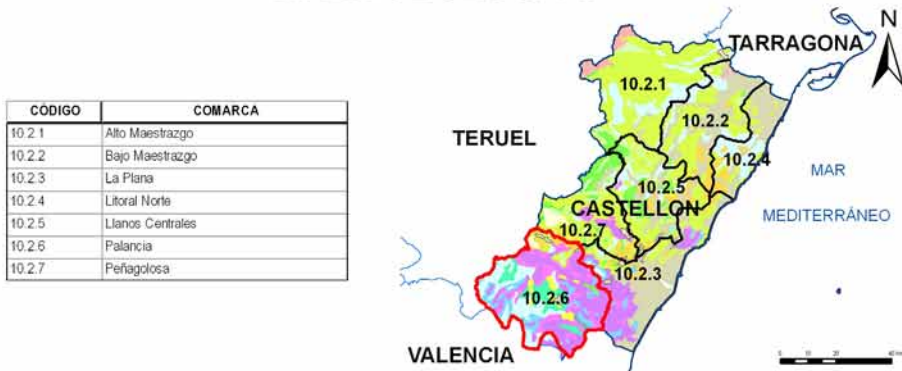 CÓDIGO COMARCA
10.2.1 Alto Maestrazgo
10.2.2 Bajo Maestrazgo
10.2.3 La Plana
10.2.4 Litoral Norte
10.2.5 Llanos Centrales
10.2.6 Palancia
10.2.7 Peñagolosa
N
TARRAGONA
10.2.1
10.2.2
TERUEL
10.2.4
MAR
10.2.5
CASTELLON
MEDITERRÁNEO
10.2.7
10.2.3
10.2.6
VALENCIA